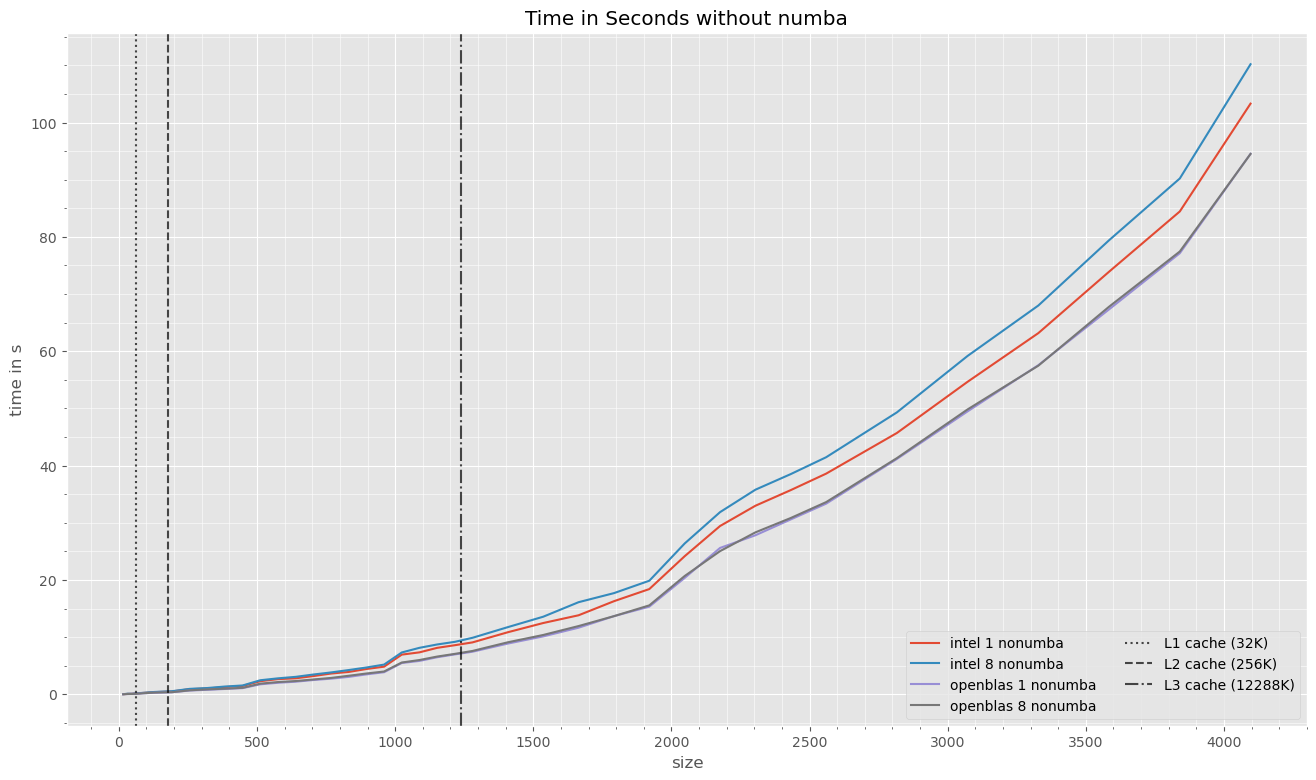 Time in Seconds without numba
100
80
60
40
20
0
time in s
0 500 1000 1500 2000 2500 3000 3500 4000
size
intel 1 nonumba
intel 8 nonumba
openblas 1 nonumba
openblas 8 nonumba
L1 cache (32K)
L2 cache (256K)
L3 cache (12288K)